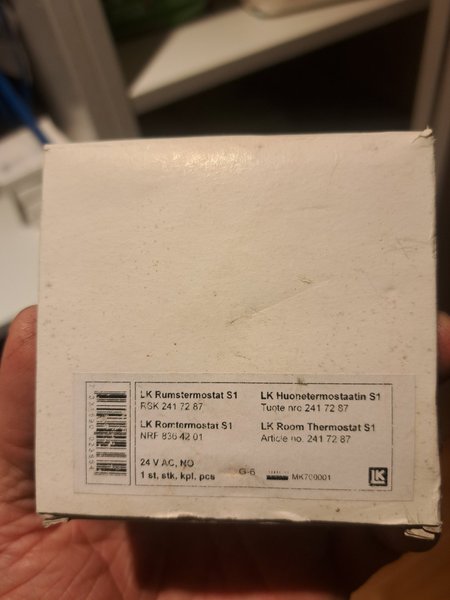 LK Rumstermostat S1
RSK 241 72 87
LK Romtermostat S1
NRF 836 42 01
24 V AC, NO
1 st, stk, kpl, pcs
LK Huonetermostaatin S1
Tuote nro 241 72 87
LK Room Thermostat S1
Article no. 241 72 87
G-6
MK700001
LK